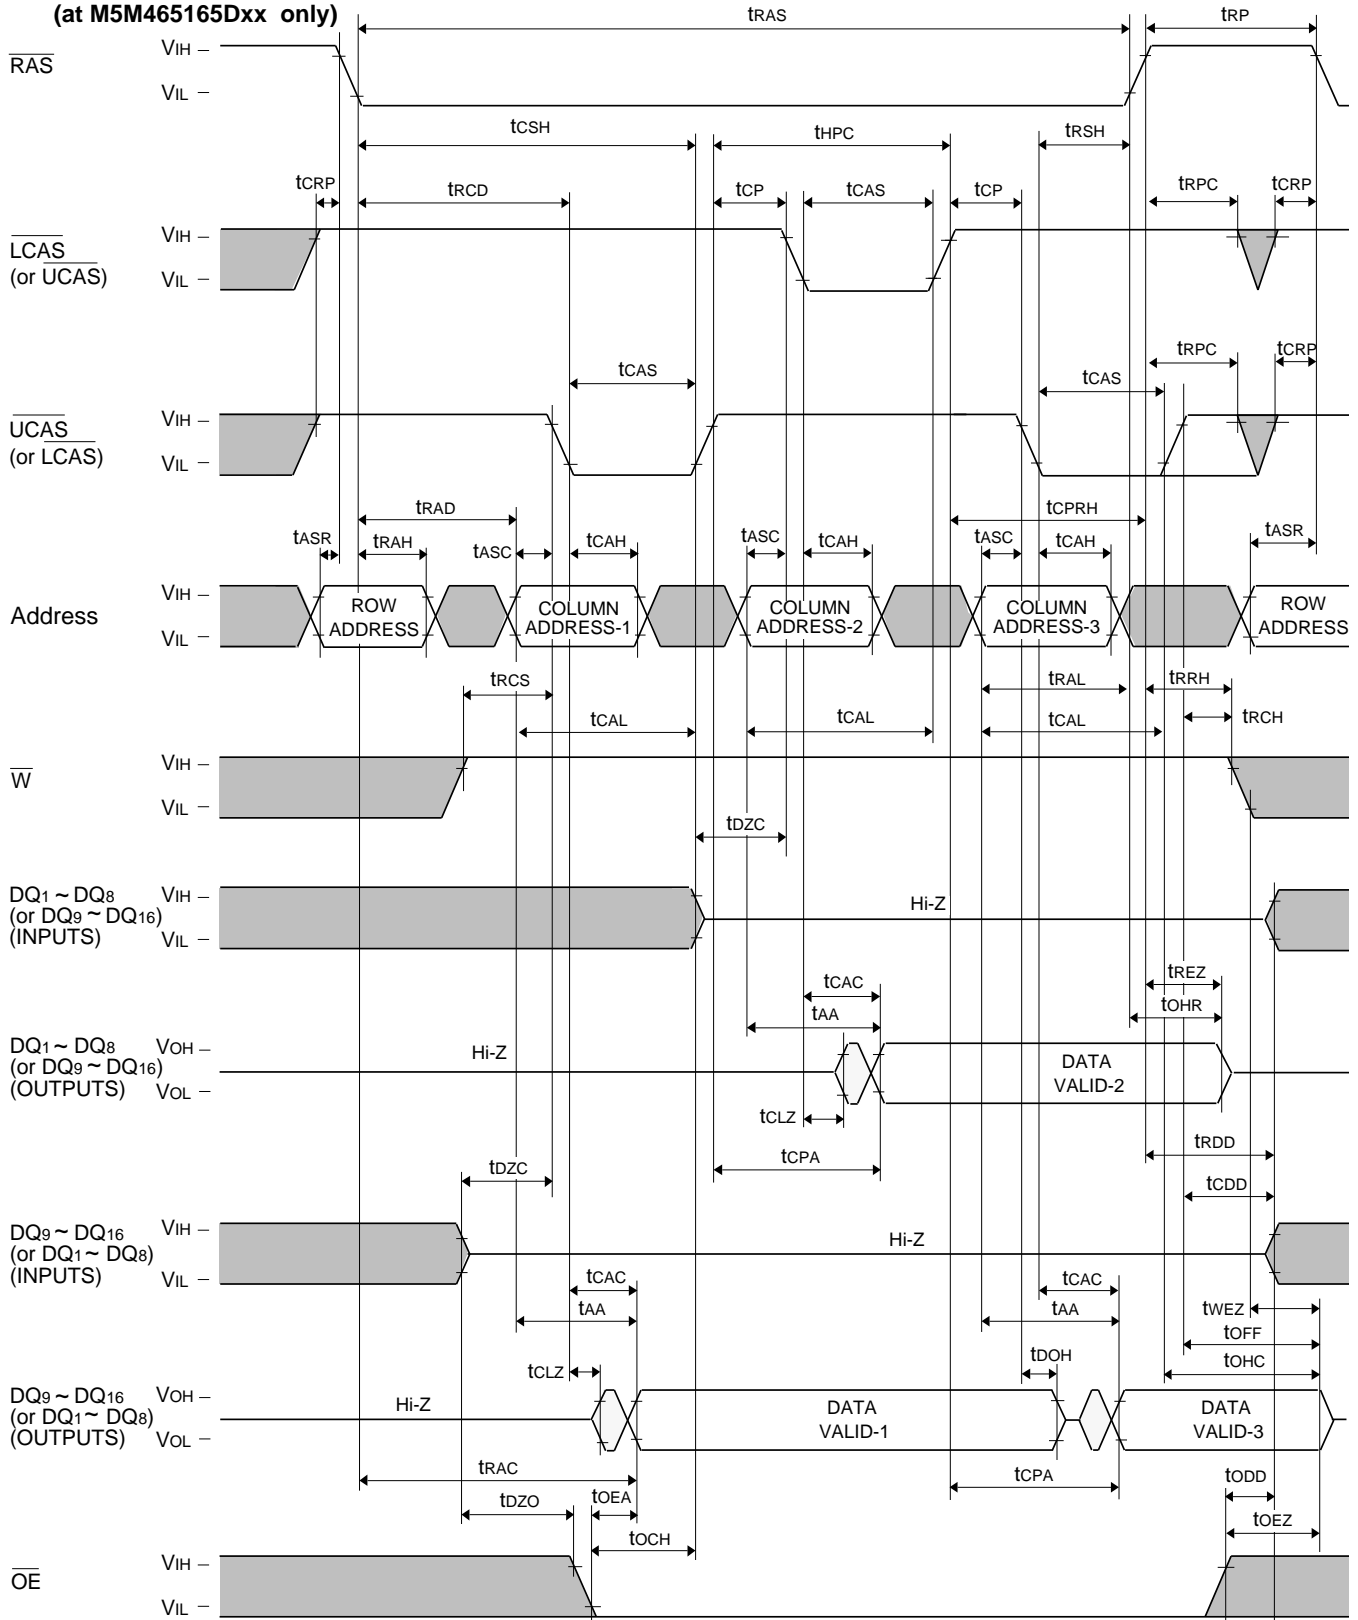 (at M5M465165Dxx only)
tRAS
tRP
RAS
VIH
VIL
tCSH
tHPC
tRSH
tCRP
tRCD
tCP
tCAS
tCP
tRPC
tCRP
LCAS
(or UCAS)
VIH
VIL
tRPC
tCRP
tCAS
tCAS
UCAS
(or LCAS)
VIH
VIL
tRAD
tCPRH
tASR
tRAH
tASC
tCAH
tASC
tCAH
tASC
tCAH
tASR
Address
VIH
VIL
ROW
ADDRESS
COLUMN
ADDRESS-1
COLUMN
ADDRESS-2
COLUMN
ADDRESS-3
ROW
ADDRESS
tRCS
tRAL
tRRH
tCAL
tCAL
tCAL
tRCH
W
VIH
VIL
tDZC
DQ1 ~ DQ8
(or DQ9 ~ DQ16)
(INPUTS)
VIH
VIL
Hi-Z
tREZ
tCAC
tOHR
tAA
DQ1 ~ DQ8
(or DQ9 ~ DQ16)
(OUTPUTS)
VOH
VOL
Hi-Z
DATA
VALID-2
tCLZ
tRDD
tCPA
tDZC
tCDD
DQ9 ~ DQ16
(or DQ1 ~ DQ8)
(INPUTS)
VIH
VIL
Hi-Z
tCAC
tCAC
tAA
tAA
tWEZ
tOFF
tCLZ
tDOH
tOHC
DQ9 ~ DQ16
(or DQ1 ~ DQ8)
(OUTPUTS)
VOH
VOL
Hi-Z
DATA
VALID-1
DATA
VALID-3
tRAC
tCPA
tODD
tDZO
tOEA
tOEZ
tOCH
OE
VIH
VIL